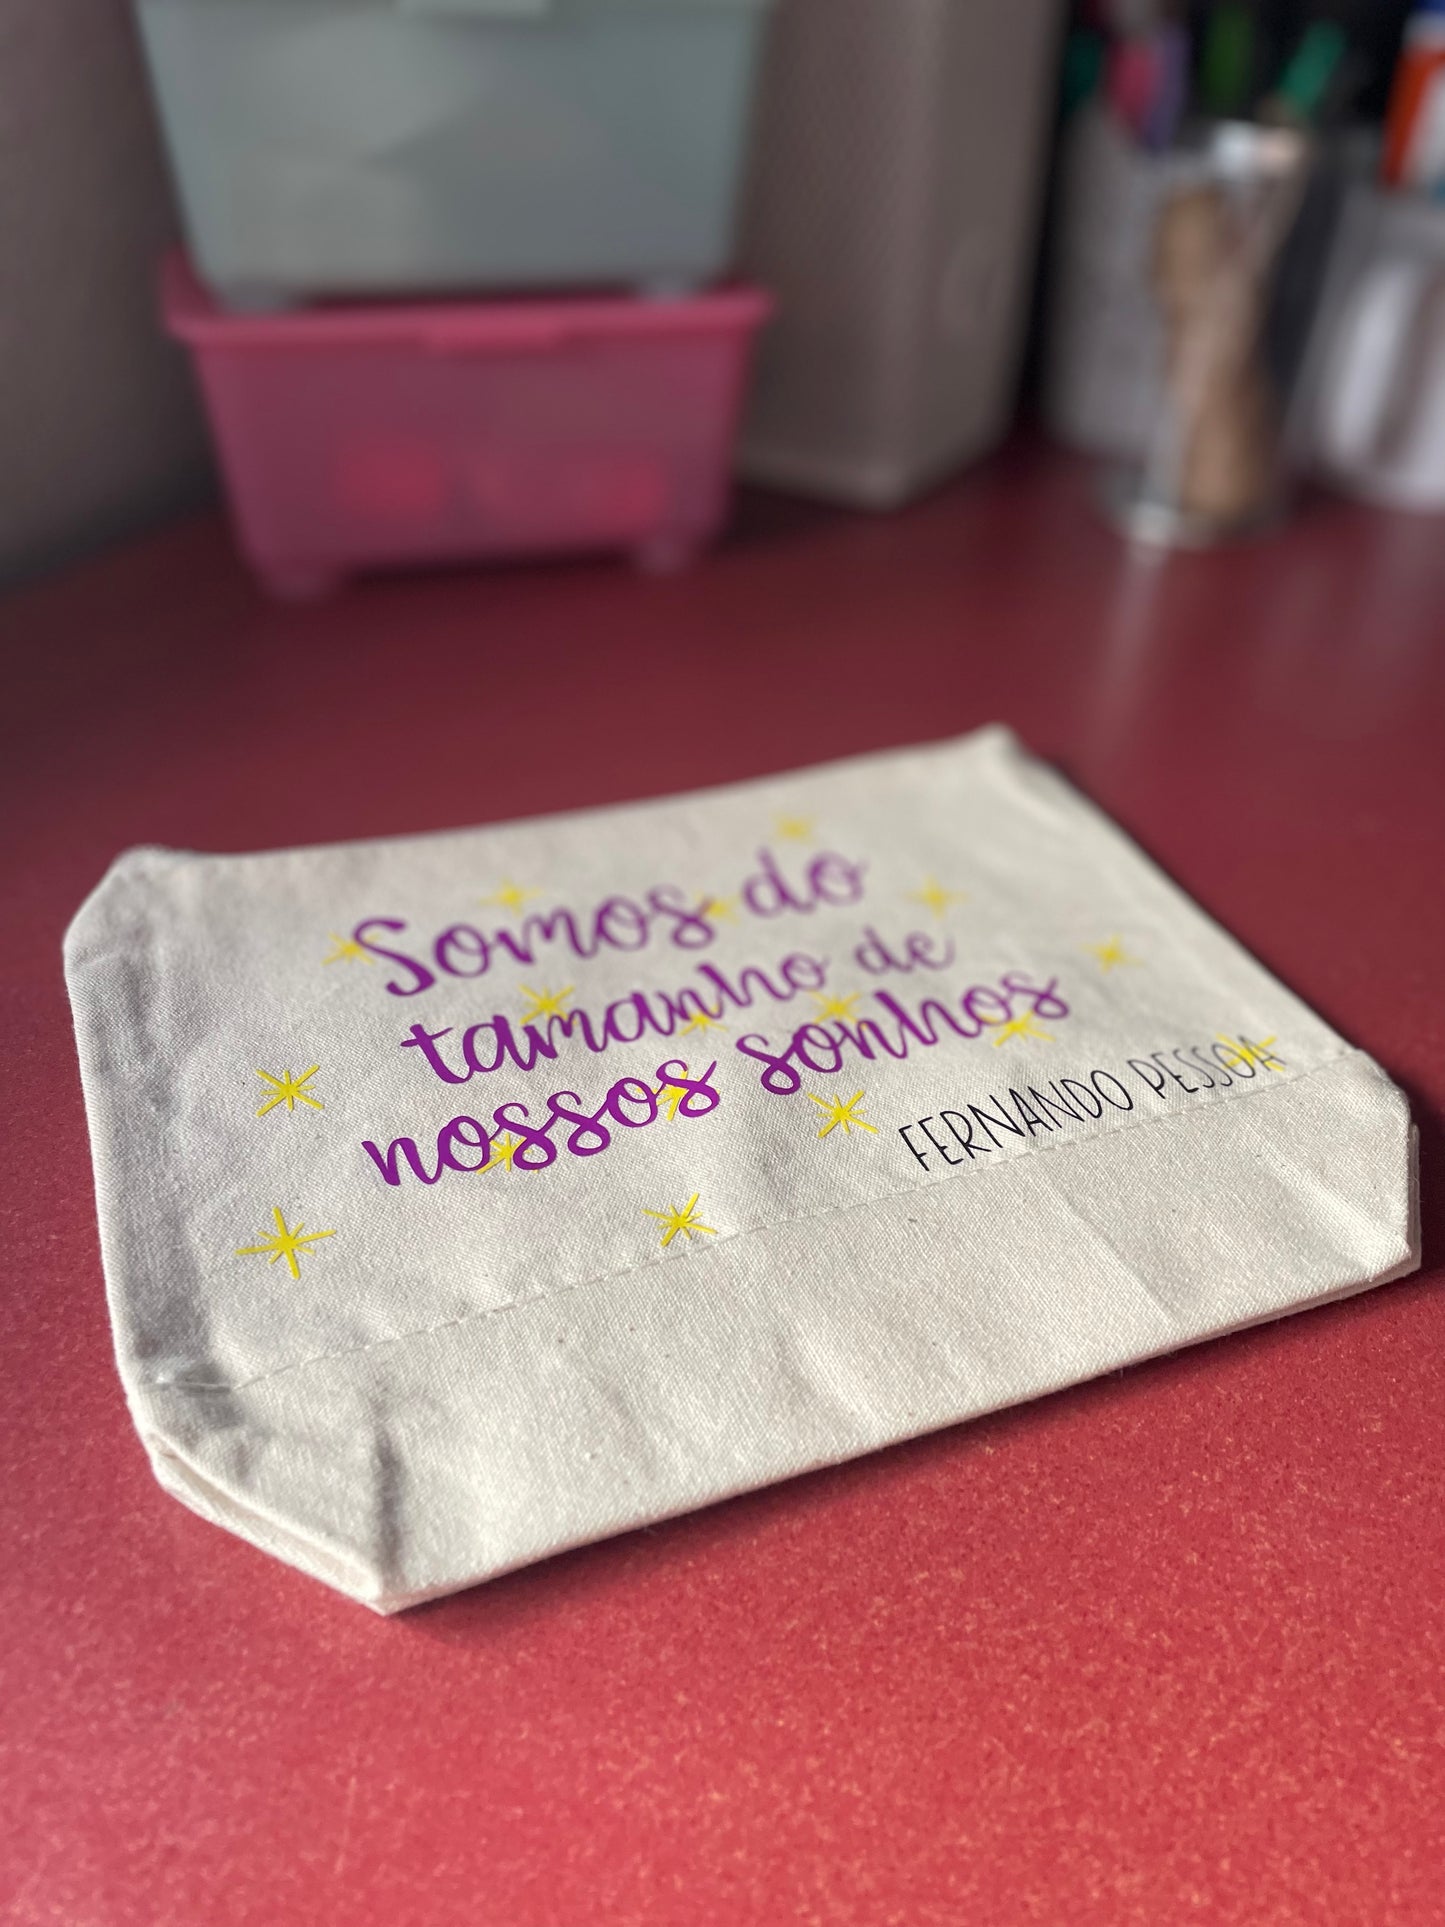 Somos do
tamanho de
nossos sonhos
FERNANDO PESSOA